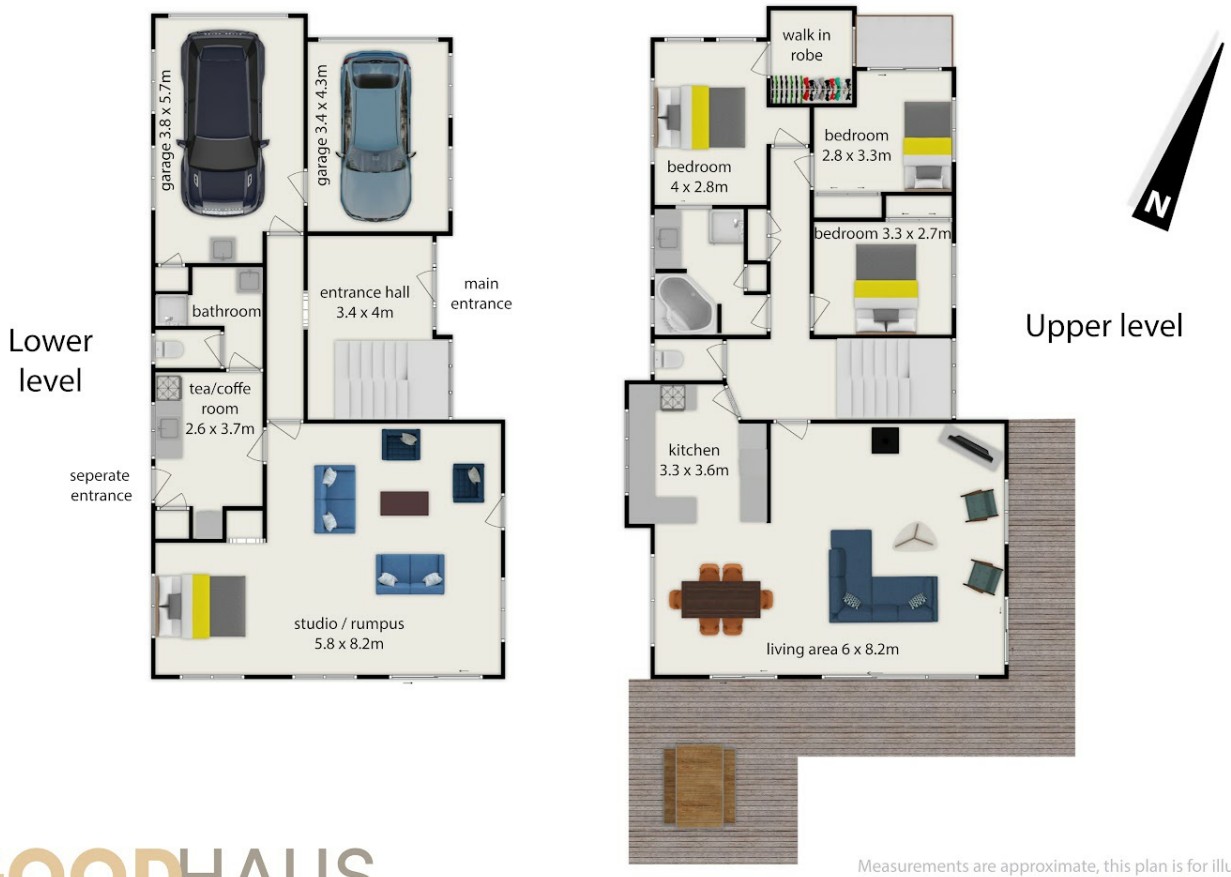 garage 3.8 x 5.7m
garage 3.4 x 4.3m
walk in
robe
bedroom
4 x 2.8m
bedroom
2.8 x 3.3m
bedroom 3.3 x 2.7m
N
Lower
level
bathroom
entrance hall
3.4 x 4m
main
entrance
Upper level
tea/coffe
room
2.6 x 3.7m
seperate
entrance
kitchen
3.3 x 3.6m
studio / rumpus
5.8 x 8.2m
living area 6 x 8.2m
HAUS
Measurements are approximate, this plan is for